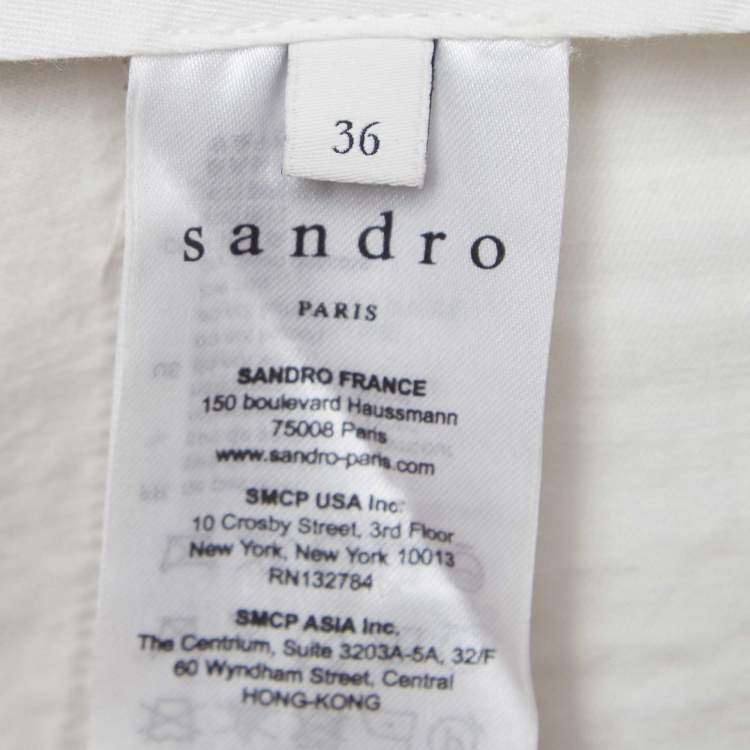 36
sandro
PARIS
SANDRO FRANCE
150 boulevard Haussmann
75008 Paris
www.sandro-paris.com
SMCP USA Inc.
10 Crosby Street, 3rd Floor
New York, New York 10013
RN132784
SMCP ASIA Inc.
The Centrium, Suite 3203A-5A, 32/F
60 Wyndham Street, Central
HONG-KONG